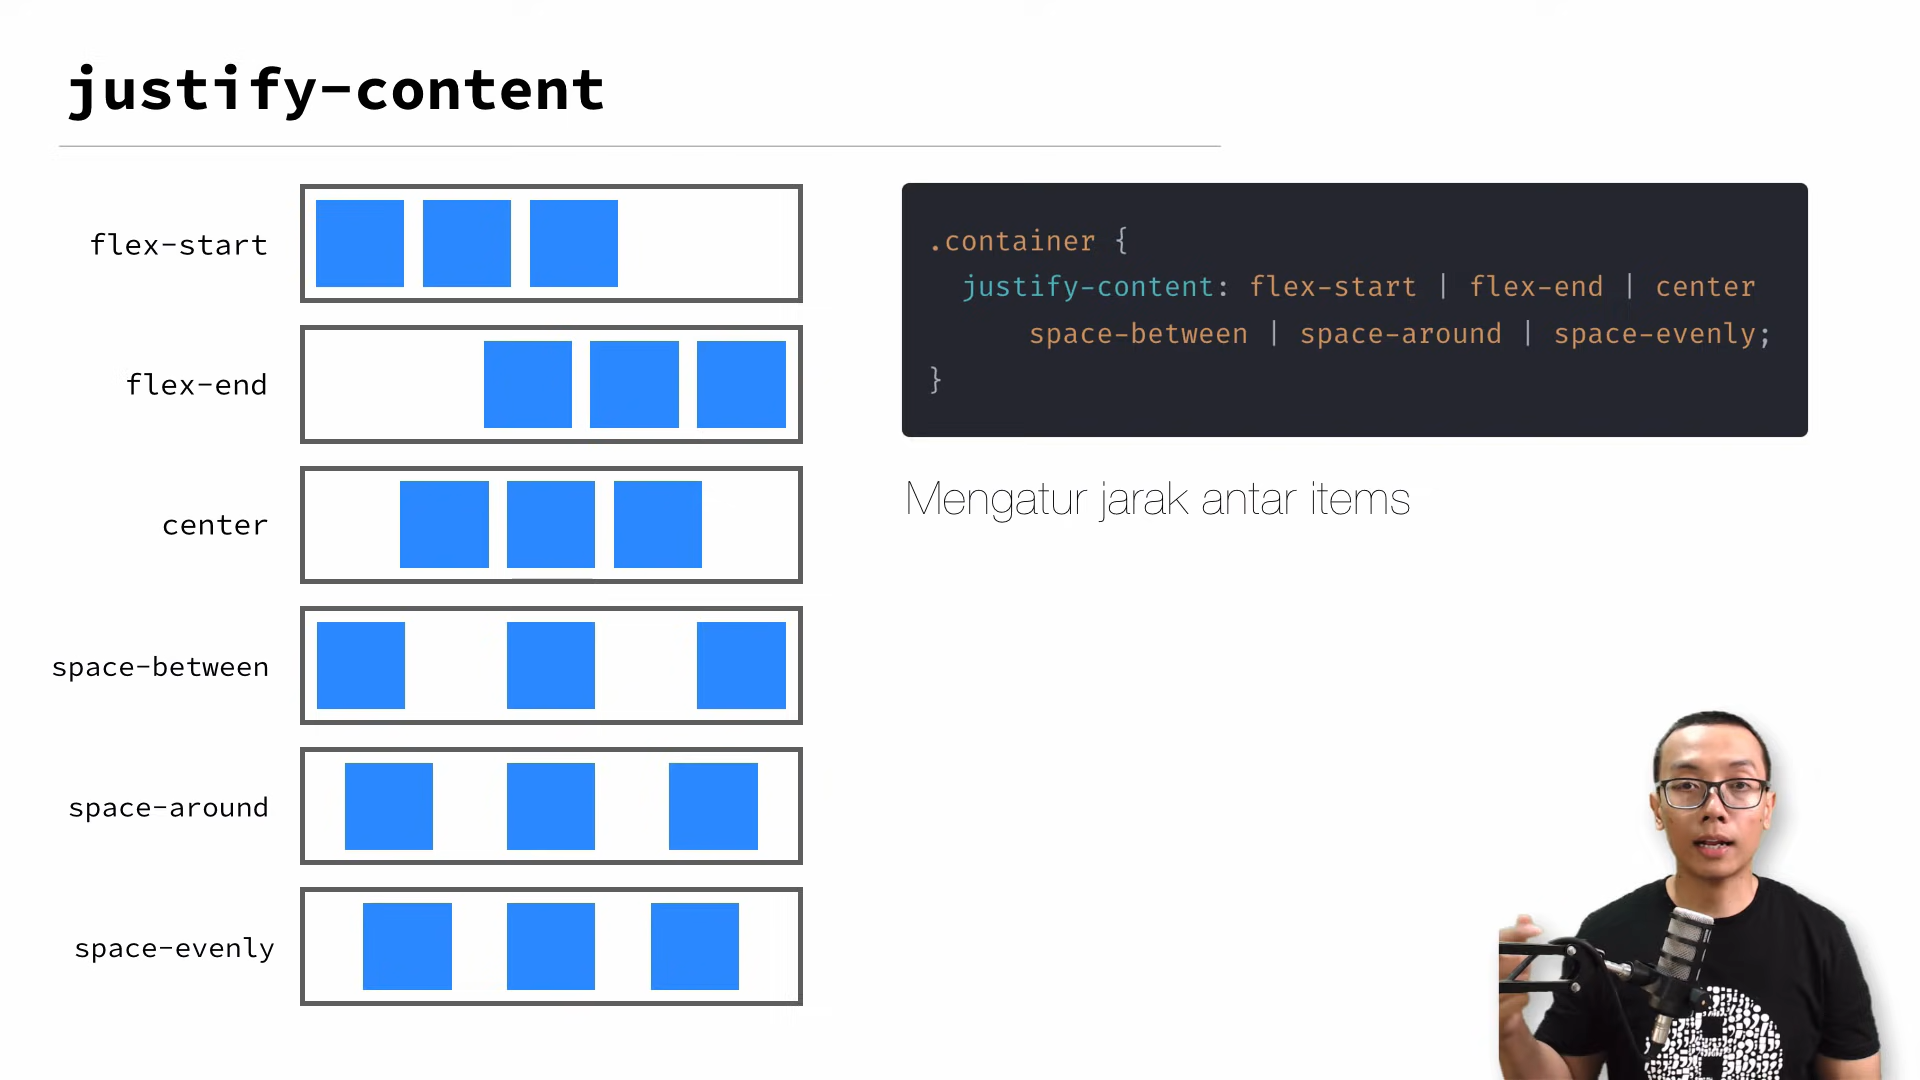 justify-content
flex-start
flex-end
center
space-between
space-around
space-evenly
.container {
justify-content: flex-start | flex-end | center
space-between | space-around | space-evenly;
}
Mengatur jarak antar items